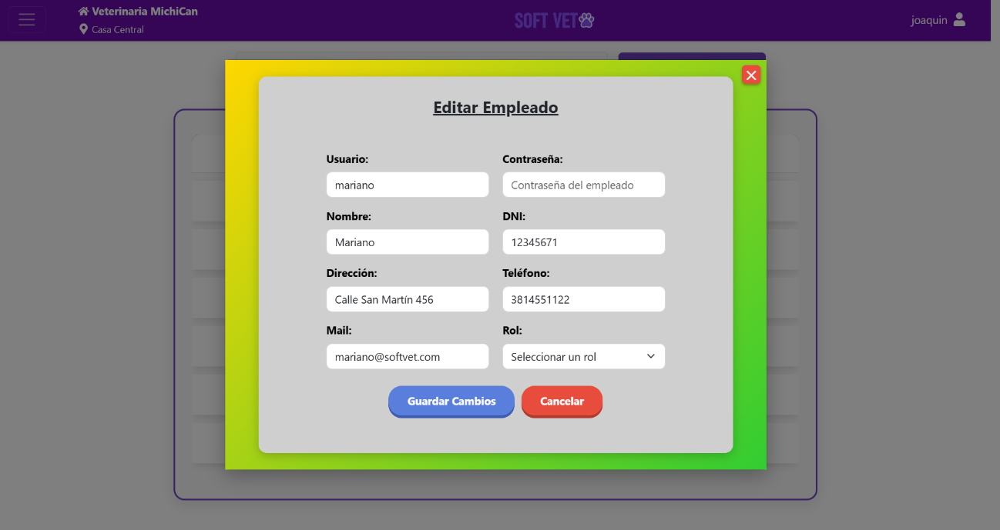 Veterinaria MichiCan
Casa Central
SOFT VET
joaquin
Editar Empleado
Usuario:
Contraseña:
mariano
Contraseña del empleado
Nombre:
DNI:
Mariano
12345671
Dirección:
Teléfono:
Calle San Martín 456
3814551122
Mail:
Rol:
mariano@softvet.com
Seleccionar un rol
Guardar Cambios
Cancelar